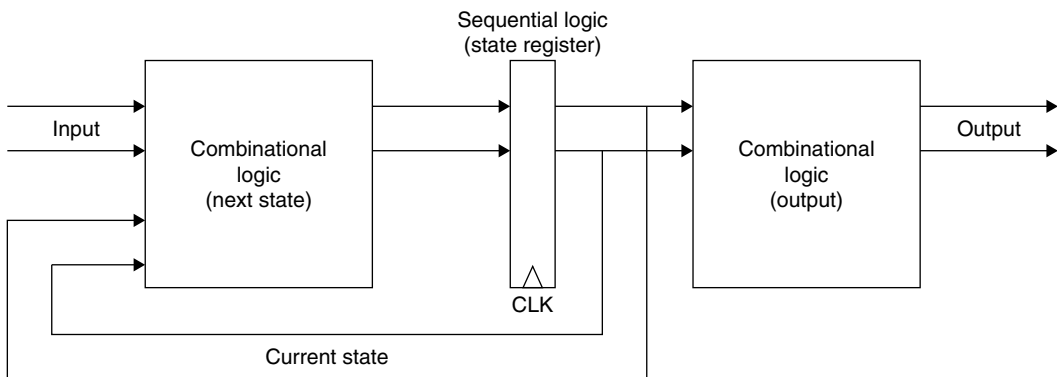 Sequential logic
(state register)
Input
Combinational
logic
(next state)
Combinational
logic
(output)
Output
CLK
Current state